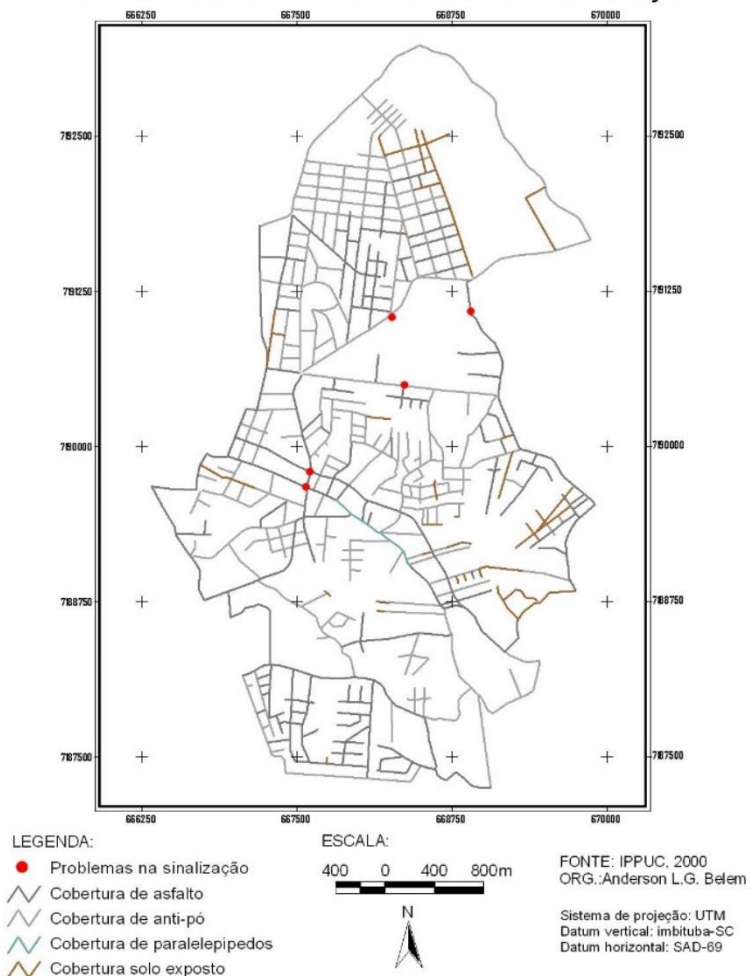 666250 667500 668750 670000
7192500 7192500
7191250 7191250
7190000 7190000
7188750 7188750
7187500 7187500
666250 667500 668750 670000
LEGENDA:
Problemas na sinalização
Cobertura de asfalto
Cobertura de anti-pó
Cobertura de paralelepipedos
Cobertura solo exposto
ESCALA:
400 0 400 800m
N
FONTE: IPPUC, 2000
ORG.:Anderson L.G. Belem
Sistema de projeção: UTM
Datum vertical: imbituba-SC
Datum horizontal: SAD-69